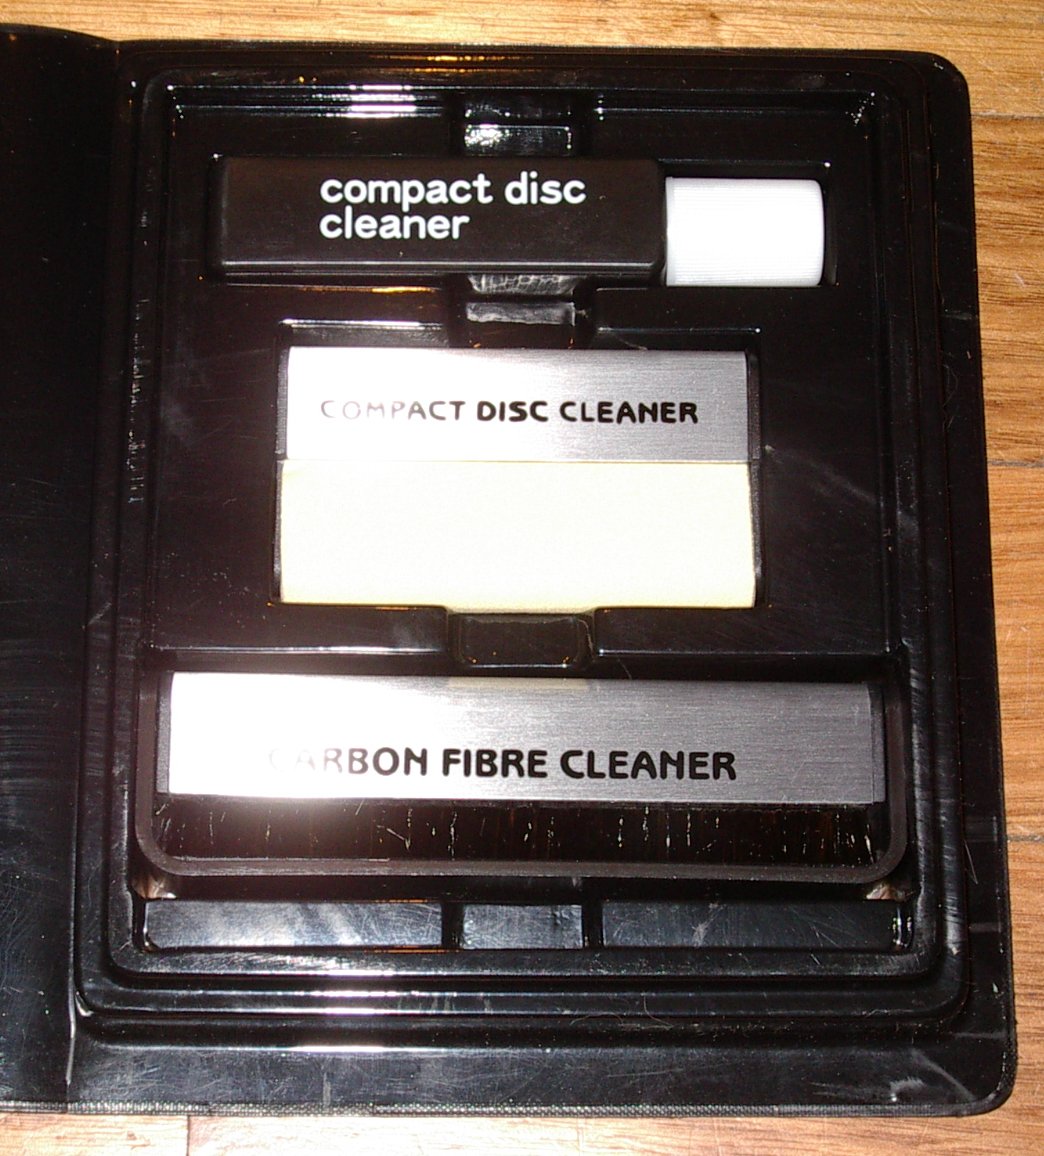 compact disc
cleaner
COMPACT DISC CLEANER
CARBON FIBRE CLEANER